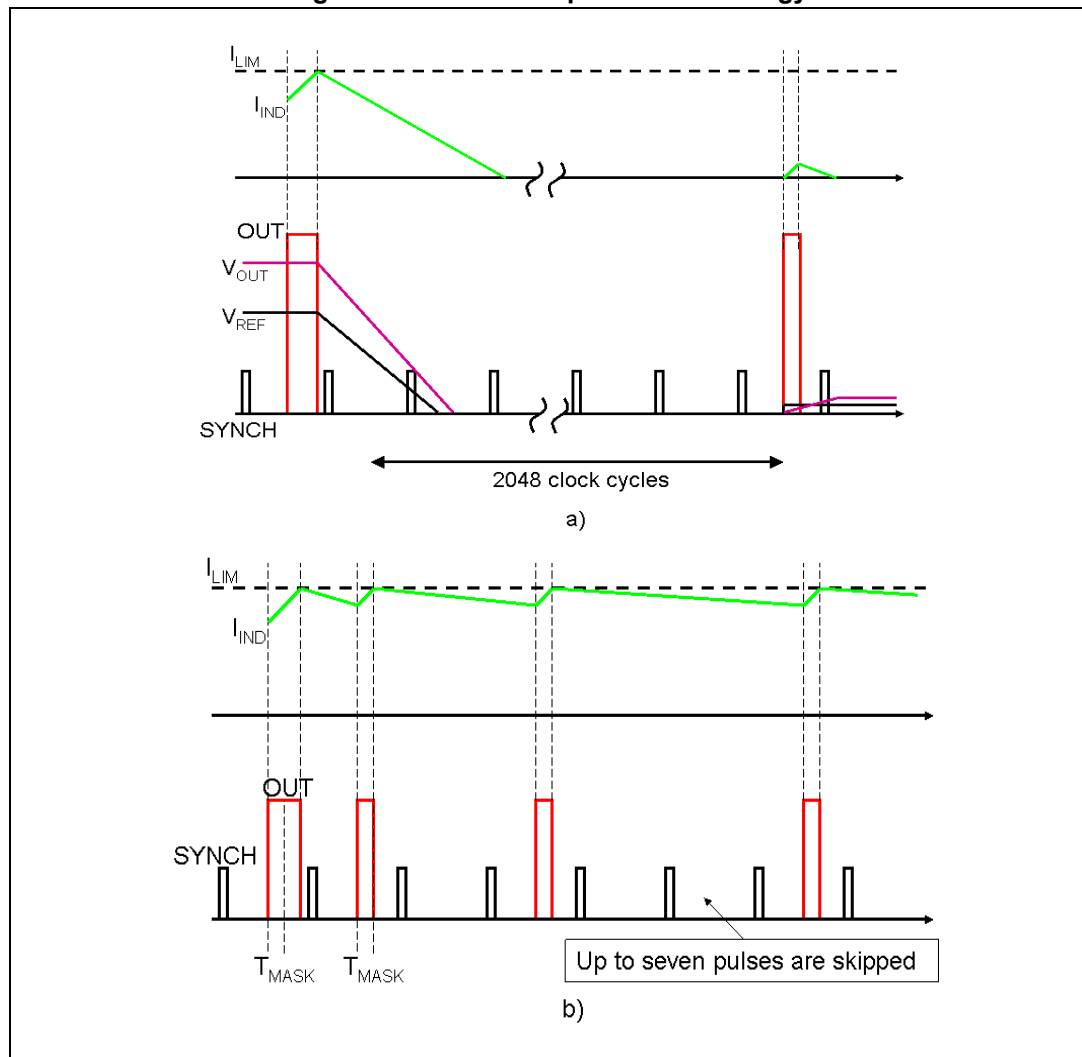 I_LIM
I_IND
OUT
V_OUT
V_REF
SYNCH
2048 clock cycles
a)
I_LIM
I_IND
OUT
SYNCH
T_MASK T_MASK
Up to seven pulses are skipped
b)